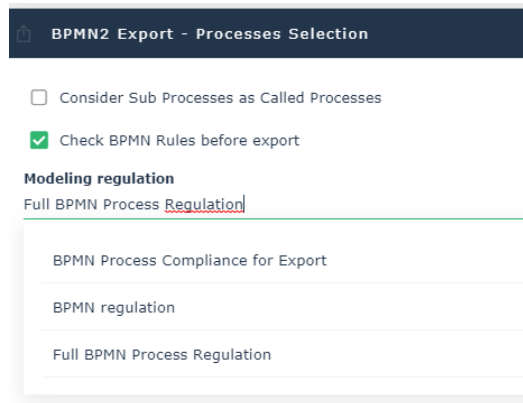 BPMN2 Export - Processes Selection
Consider Sub Processes as Called Processes
Check BPMN Rules before export
Modeling regulation
Full BPMN Process Regulation
BPMN Process Compliance for Export
BPMN regulation
Full BPMN Process Regulation